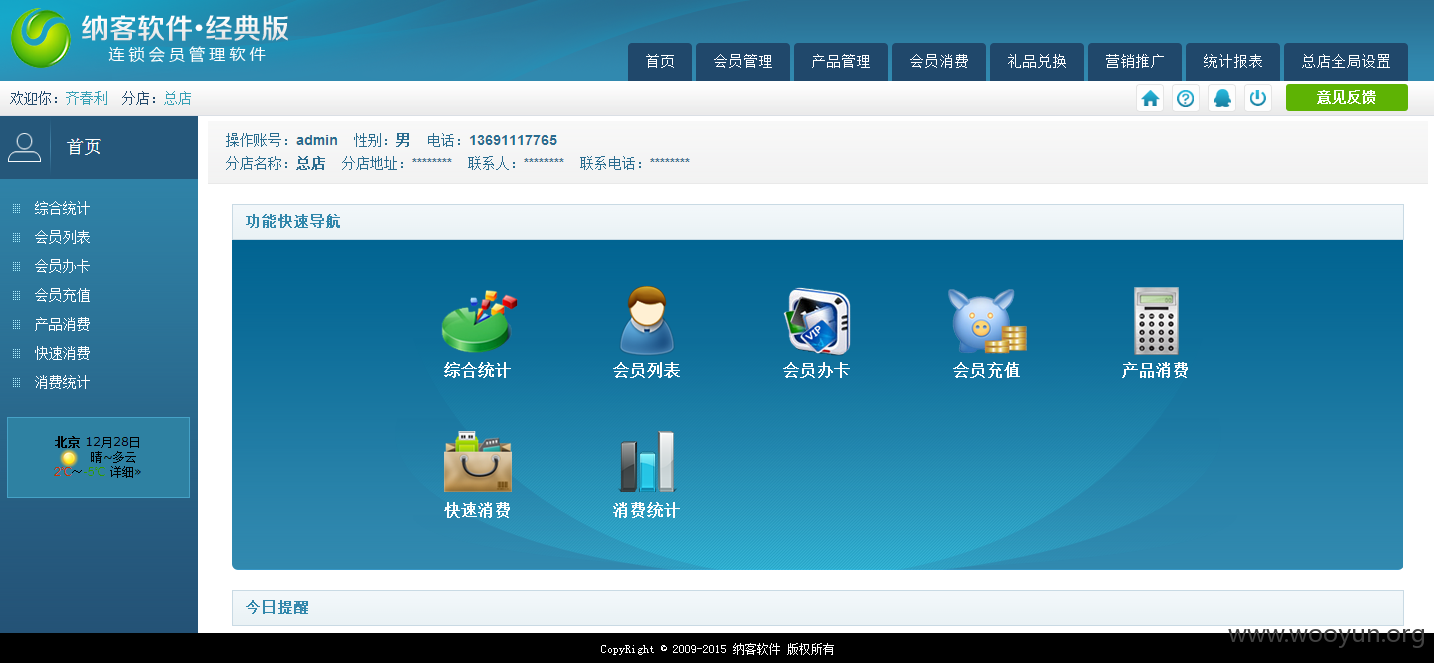 纳客软件·经典版
连锁会员管理软件
首页 会员管理 产品管理 会员消费 礼品兑换 营销推广 统计报表 总店全局设置
欢迎你：齐春利 分店：总店
意见反馈
首页
操作账号：admin 性别：男 电话：13691117765
分店名称：总店 分店地址：******** 联系人：******** 联系电话：********
综合统计
会员列表
会员办卡
会员充值
产品消费
快速消费
消费统计
北京 12月28日
晴~多云
详细»
功能快速导航
VIP
综合统计 会员列表 会员办卡 会员充值 产品消费
快速消费 消费统计
今日提醒
www.wooyun.org
CopyRight © 2009-2015 纳客软件 版权所有